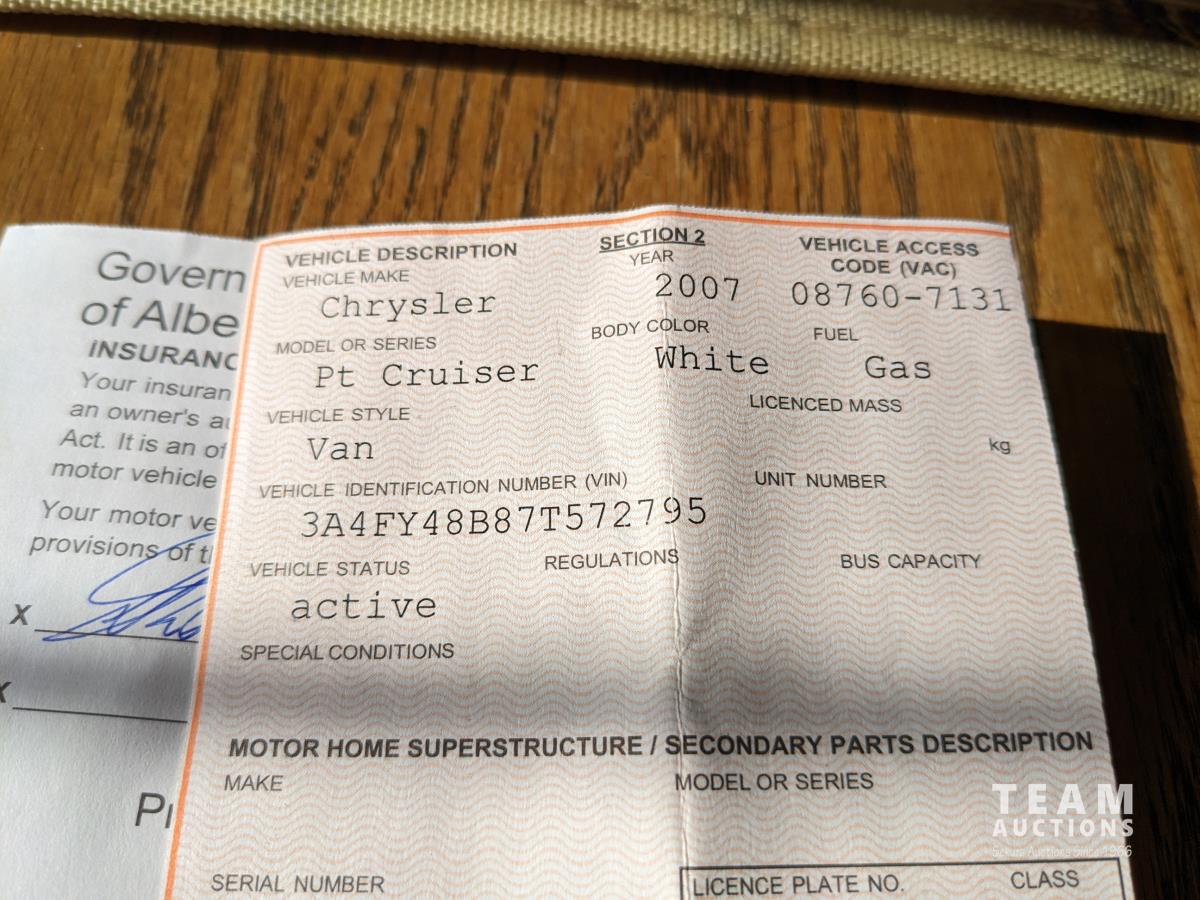 Govern
of Albe
INSURANC
Your insuran
an owner's au
Act. It is an of
motor vehicle
Your motor ve
provisions of t
X
X
VEHICLE DESCRIPTION
SECTION 2
VEHICLE ACCESS
CODE (VAC)
VEHICLE MAKE
YEAR
Chrysler
2007
08760-7131
MODEL OR SERIES
BODY COLOR
FUEL
Pt Cruiser
White
Gas
VEHICLE STYLE
LICENCED MASS
Van
kg
VEHICLE IDENTIFICATION NUMBER (VIN)
UNIT NUMBER
3A4FY48B87T572795
VEHICLE STATUS
REGULATIONS
BUS CAPACITY
active
SPECIAL CONDITIONS
MOTOR HOME SUPERSTRUCTURE / SECONDARY PARTS DESCRIPTION
MAKE
MODEL OR SERIES
SERIAL NUMBER
LICENCE PLATE NO.
CLASS
TEAM
AUCTIONS